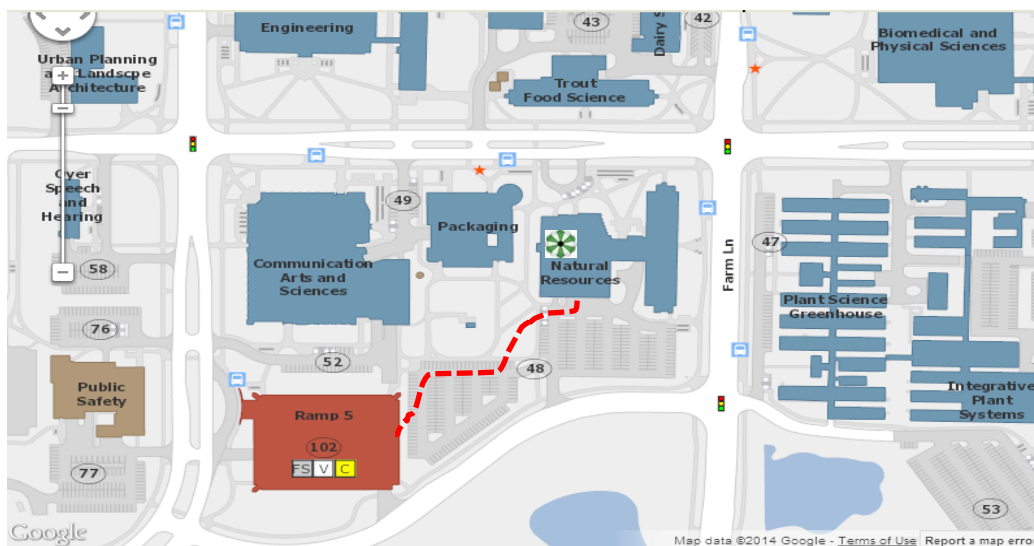 43
42
Engineering
Dairy S
Biomedical and
Physical Sciences
Urban Planning
and Landscpe
Architecture
Trout
Food Science
Oyer
Speech
and
Hearing
49
Packaging
47
Communication
Arts and
Sciences
Natural
Resources
Farm Ln
58
Plant Science
Greenhouse
76
52
48
Public
Safety
Integrative
Plant
Systems
Ramp 5
102
FS V C
77
53
Google
Map data ©2014 Google - Terms of Use Report a map erro